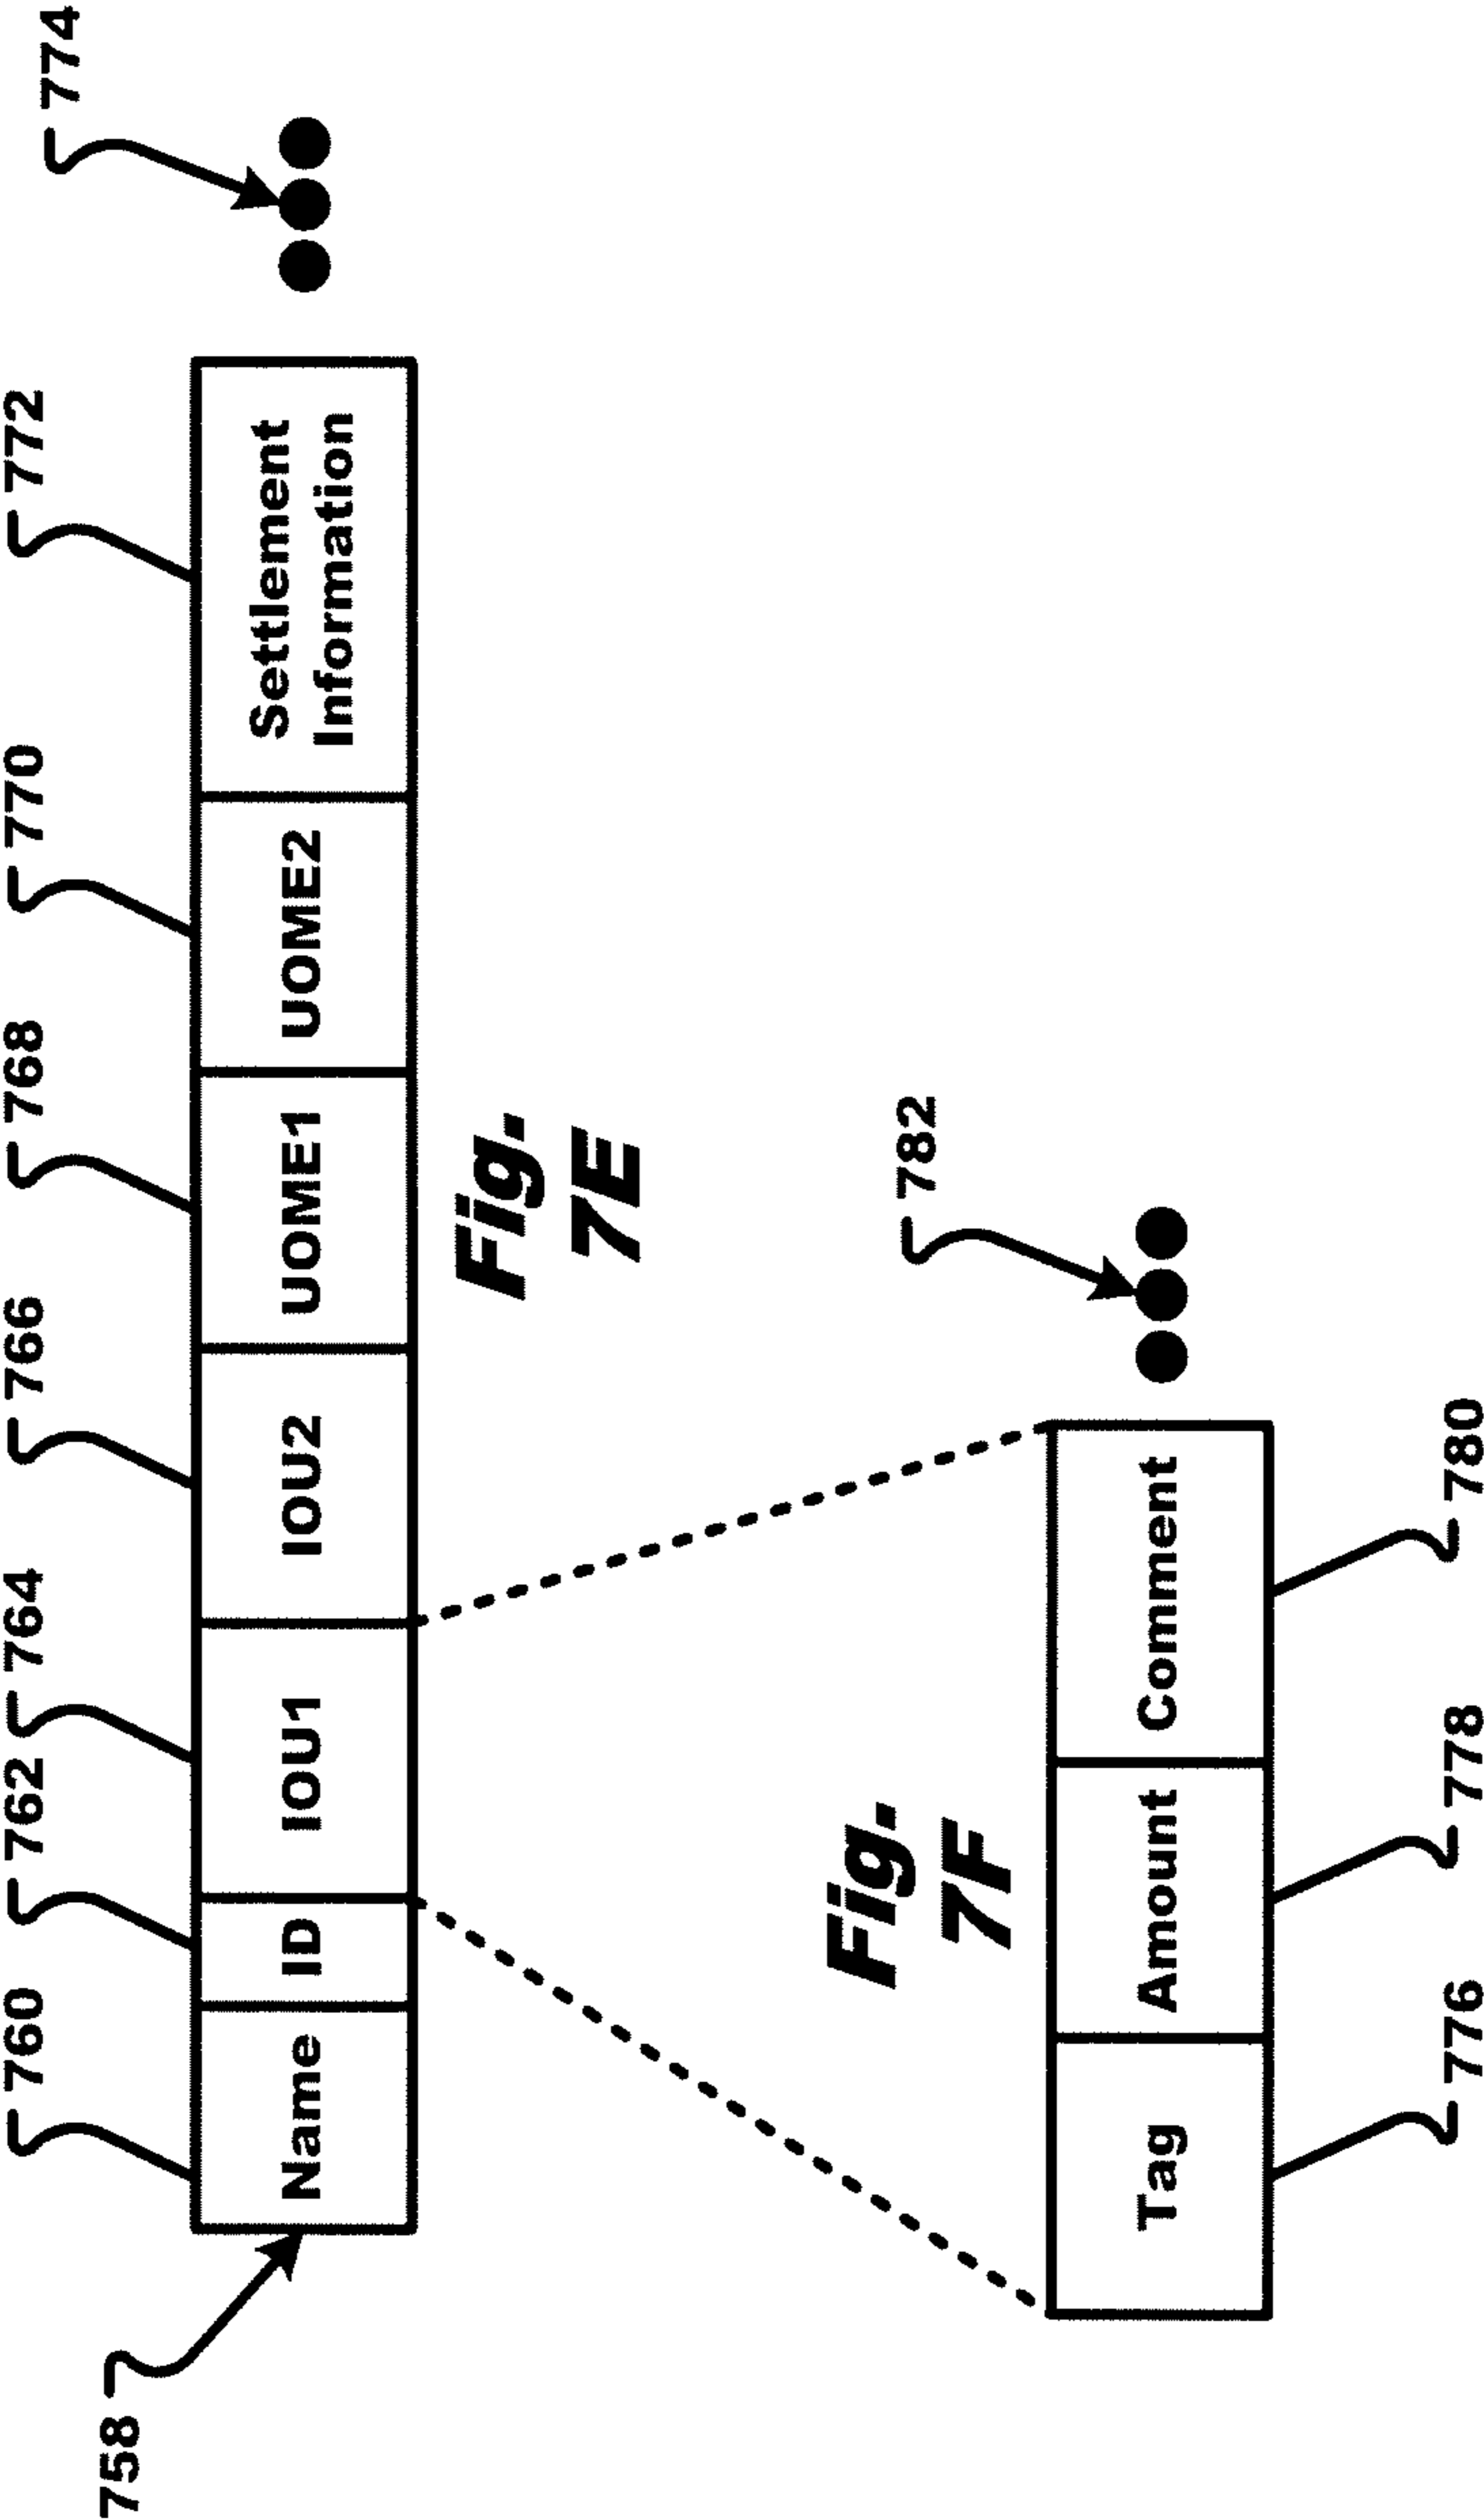 758
760
762
764
766
768
770
772
774
Name
ID
IOU1
IOU2
UOME1
UOME2
Settlement
Information
Fig.
7E
Fig.
7F
782
Tag
Amount
Comment
776
778
780